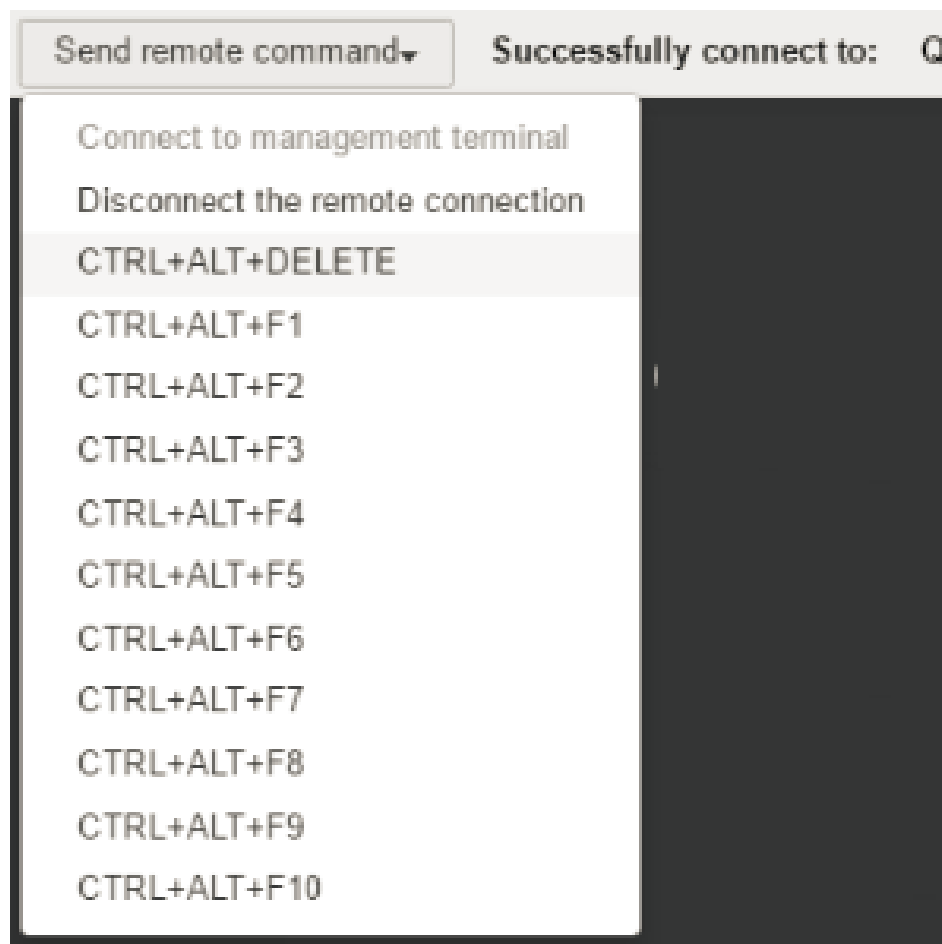 Send remote command
Successfully connect to:
Connect to management terminal
Disconnect the remote connection
CTRL+ALT+DELETE
CTRL+ALT+F1
CTRL+ALT+F2
CTRL+ALT+F3
CTRL+ALT+F4
CTRL+ALT+F5
CTRL+ALT+F6
CTRL+ALT+F7
CTRL+ALT+F8
CTRL+ALT+F9
CTRL+ALT+F10